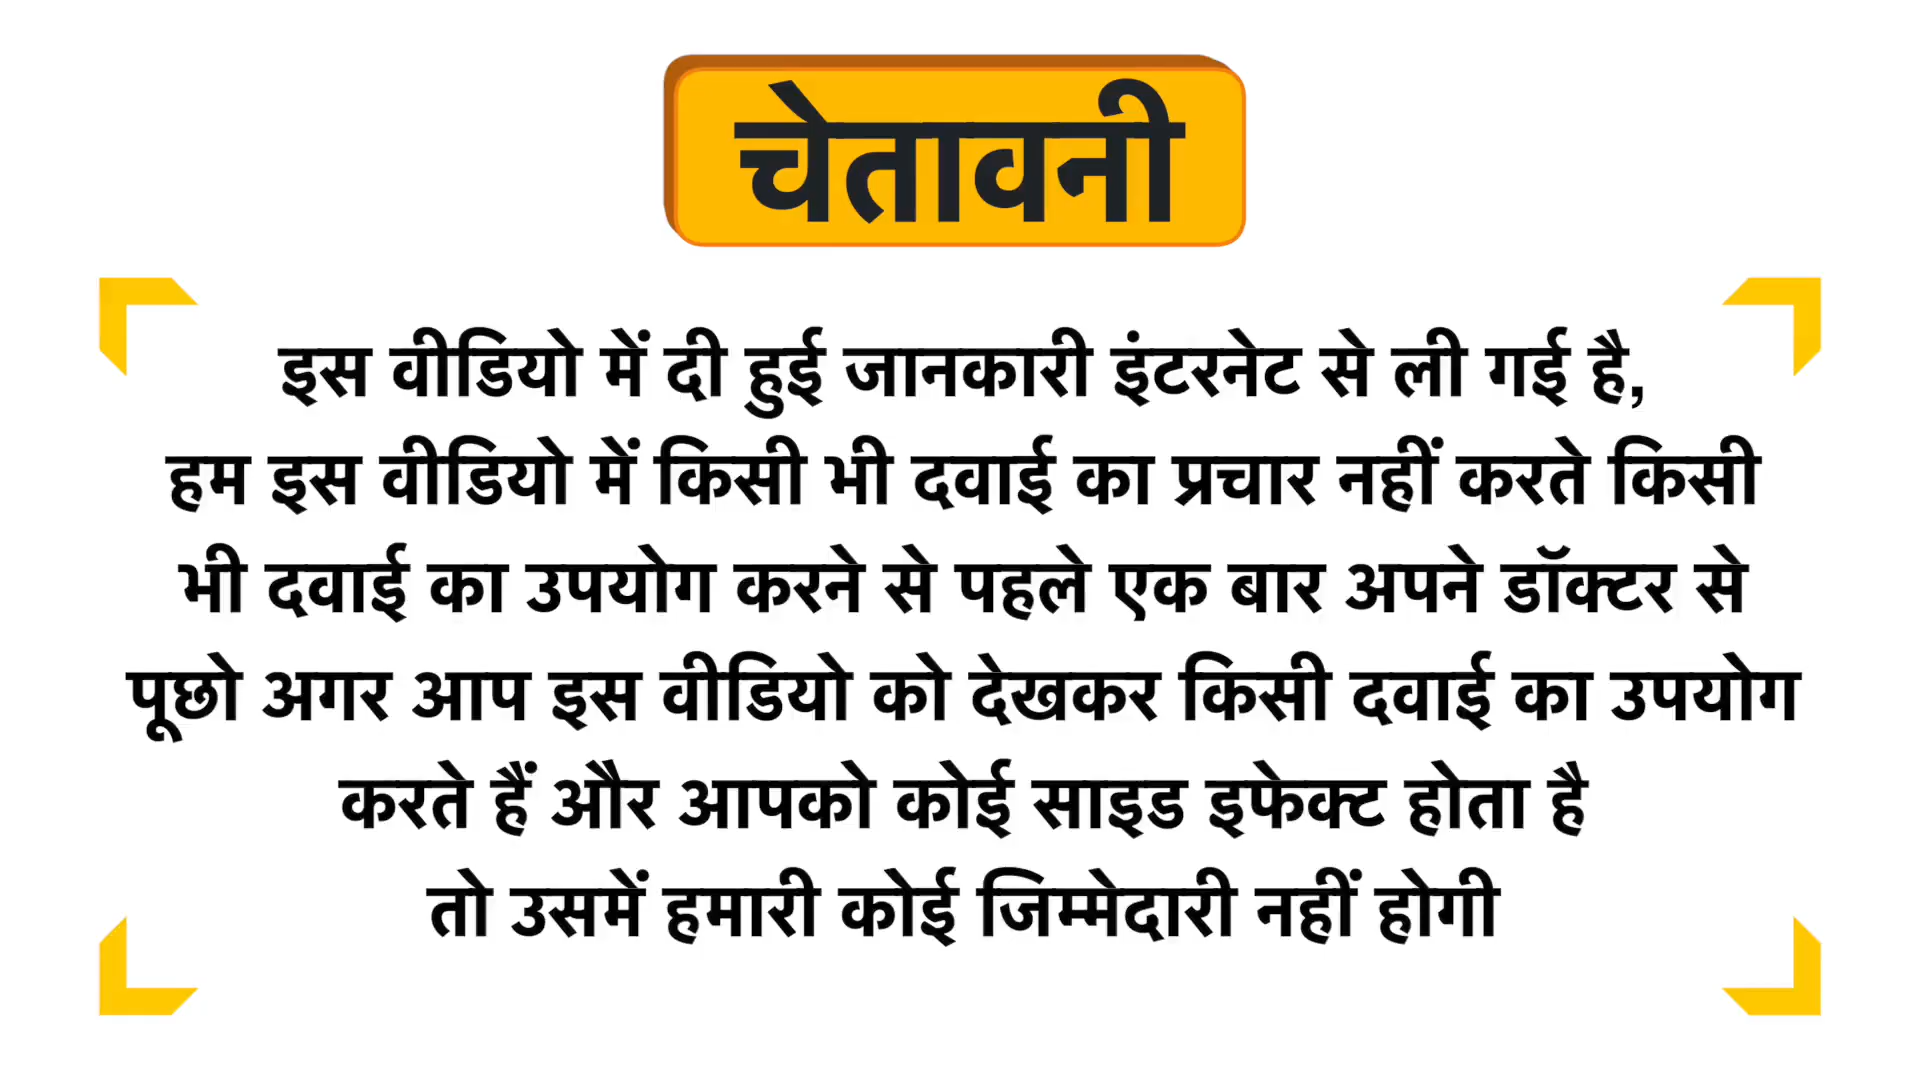 चेतावनी
इस वीडियो में दी हुई जानकारी इंटरनेट से ली गई है,
हम इस वीडियो में किसी भी दवाई का प्रचार नहीं करते किसी
भी दवाई का उपयोग करने से पहले एक बार अपने डॉक्टर से
पूछो अगर आप इस वीडियो को देखकर किसी दवाई का उपयोग
करते हैं और आपको कोई साइड इफेक्ट होता है
तो उसमें हमारी कोई जिम्मेदारी नहीं होगी